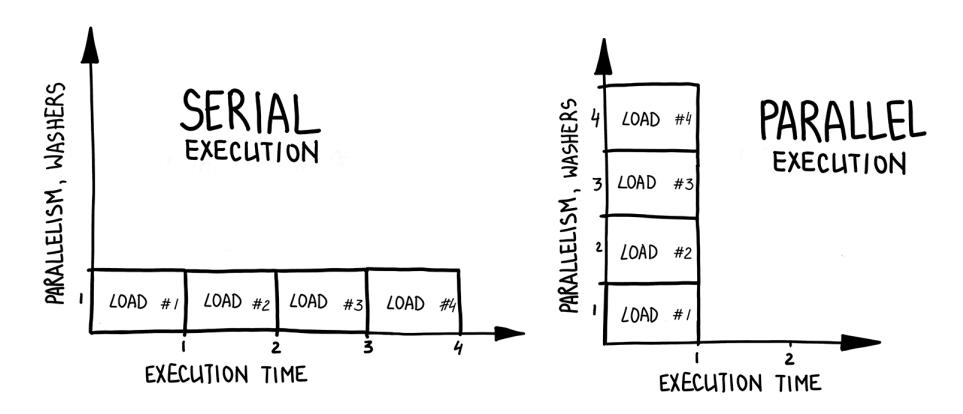 SERIAL
EXECUTION
PARALLELISM, WASHERS
1
LOAD #1
LOAD #2
LOAD #3
LOAD #4
1
2
3
4
EXECUTION TIME
PARALLEL
EXECUTION
PARALLELISM, WASHERS
4
LOAD #4
3
LOAD #3
2
LOAD #2
1
LOAD #1
1
2
EXECUTION TIME